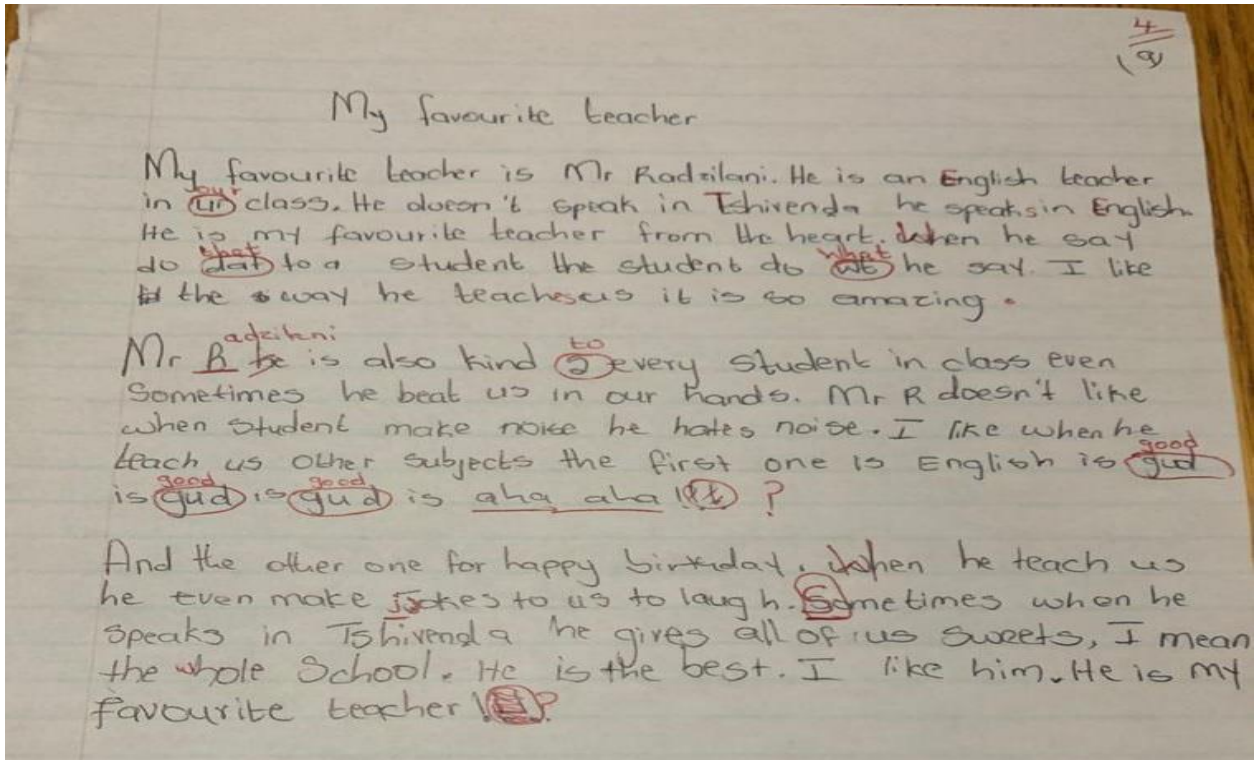 4
(9)
My favourite teacher
My favourite teacher is Mr Radzilani. He is an English teacher
your
in un class. He doeon't speak in Tshivenda he speaks in English.
He is my favourite teacher from the heart. When he say
that what
do dat to a student the student do wt he say. I like
the way he teaches us it is so amazing.
adzilani to
Mr R he is also kind 2 every student in class even
Sometimes he beat us in our hands. Mr R doesn't like
when student make noise he hates noise. I like when he
teach us other subjects the first one is English is gud
good
good good
is gud is gud is aha aha !! ?
And the other one for happy birthday. When he teach us
he even make jokes to us to laugh. Sometimes when he
speaks in Tshivenda he gives all of us sweets, I mean
the whole School. He is the best. I like him. He is my
favourite teacher ! ?